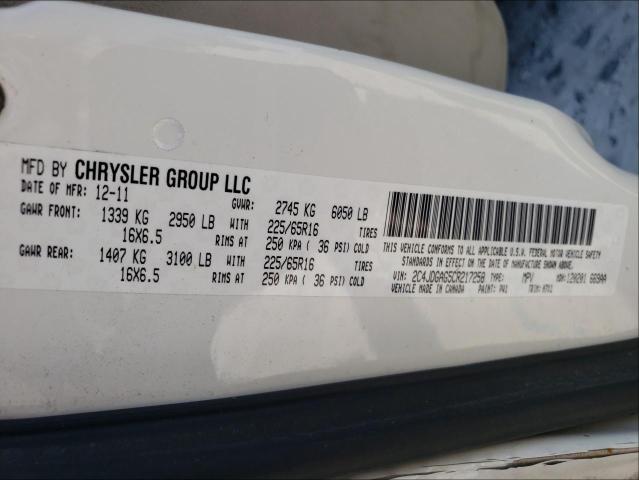 MFD BY CHRYSLER GROUP LLC
DATE OF MFR: 12-11 GVWR: 2745 KG 6050 LB
GAWR FRONT: 1339 KG 2950 LB WITH 225/65R16 TIRES
16X6.5 RIMS AT 250 KPA ( 36 PSI) COLD
GAWR REAR: 1407 KG 3100 LB WITH 225/65R16 TIRES
16X6.5 RIMS AT 250 KPA ( 36 PSI) COLD
THIS VEHICLE CONFORMS TO ALL APPLICABLE U.S.A. FEDERAL MOTOR VEHICLE SAFETY
STANDARDS IN EFFECT ON THE DATE OF MANUFACTURE SHOWN ABOVE.
VIN: 2C4JDGAG5CR217258 TYPE: MPV MDH: 120201 669AA
VEHICLE MADE IN CANADA PAINT: PW1 TRIM: